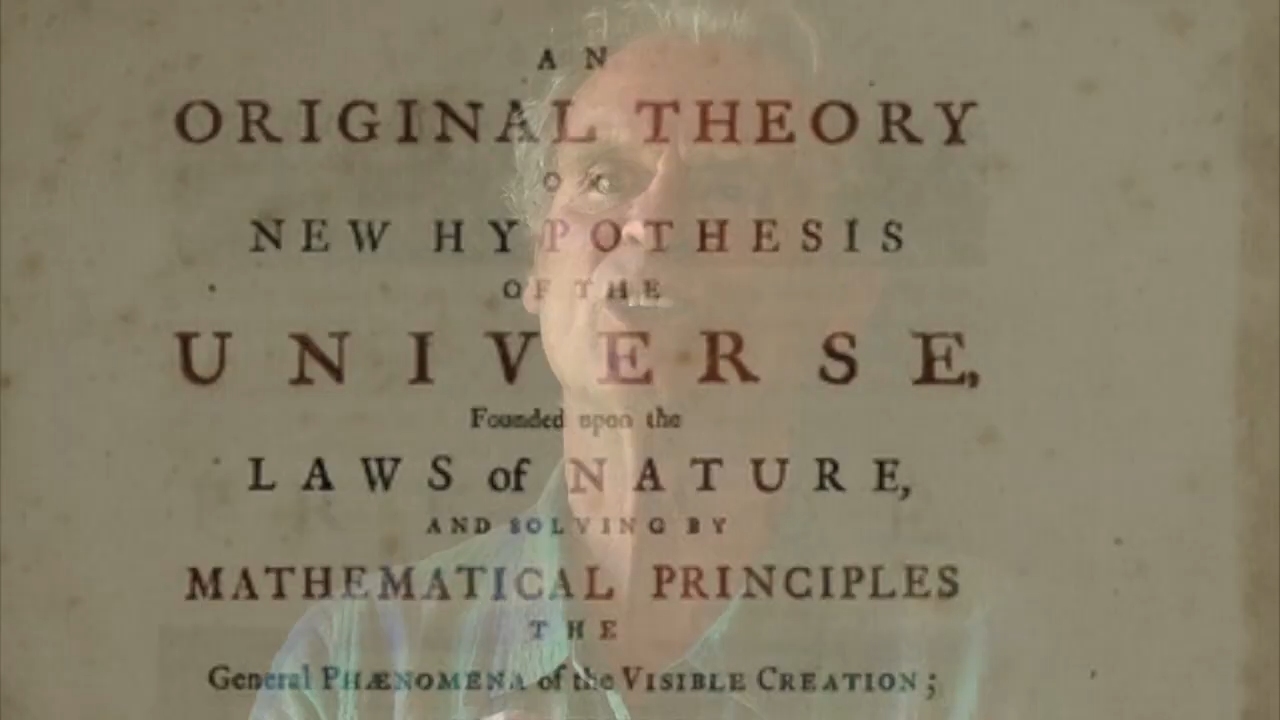 AN
ORIGINAL THEORY
OR
NEW HYPOTHESIS
OF THE
UNIVERSE,
Founded upon the
LAWS of NATURE,
AND SOLVING BY
MATHEMATICAL PRINCIPLES
THE
General PHÆNOMENA of the VISIBLE CREATION;